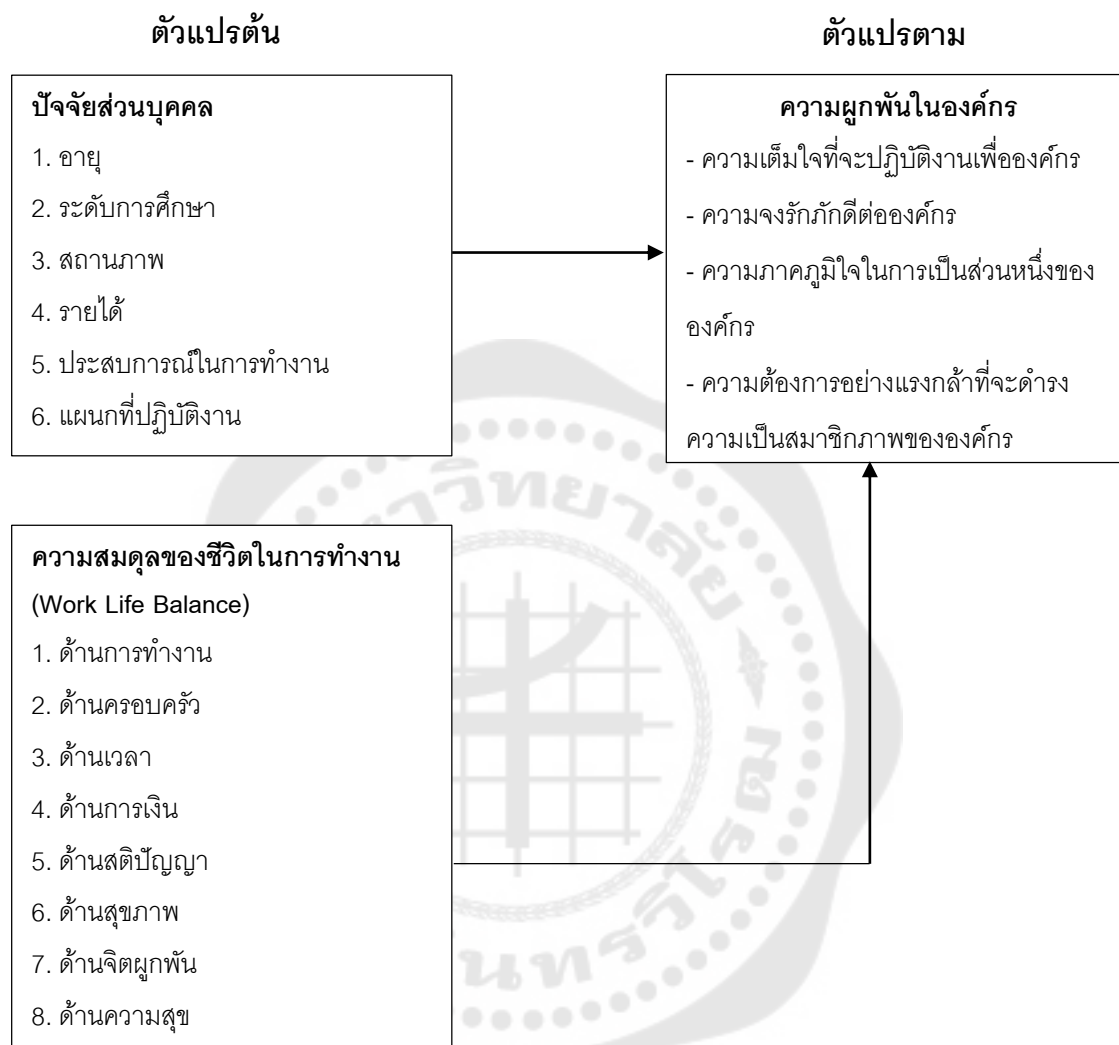 ตัวแปรต้น
ตัวแปรตาม
ปัจจัยส่วนบุคคล
1. อายุ
2. ระดับการศึกษา
3. สถานภาพ
4. รายได้
5. ประสบการณ์ในการทำงาน
6. แผนกที่ปฏิบัติงาน
ความผูกพันในองค์กร
- ความเต็มใจที่จะปฏิบัติงานเพื่อองค์กร
- ความจงรักภักดีต่อองค์กร
- ความภาคภูมิใจในการเป็นส่วนหนึ่งของ
องค์กร
- ความต้องการอย่างแรงกล้าที่จะดำรง
ความเป็นสมาชิกภาพขององค์กร
ความสมดุลของชีวิตในการทำงาน
(Work Life Balance)
1. ด้านการทำงาน
2. ด้านครอบครัว
3. ด้านเวลา
4. ด้านการเงิน
5. ด้านสติปัญญา
6. ด้านสุขภาพ
7. ด้านจิตผูกพัน
8. ด้านความสุข